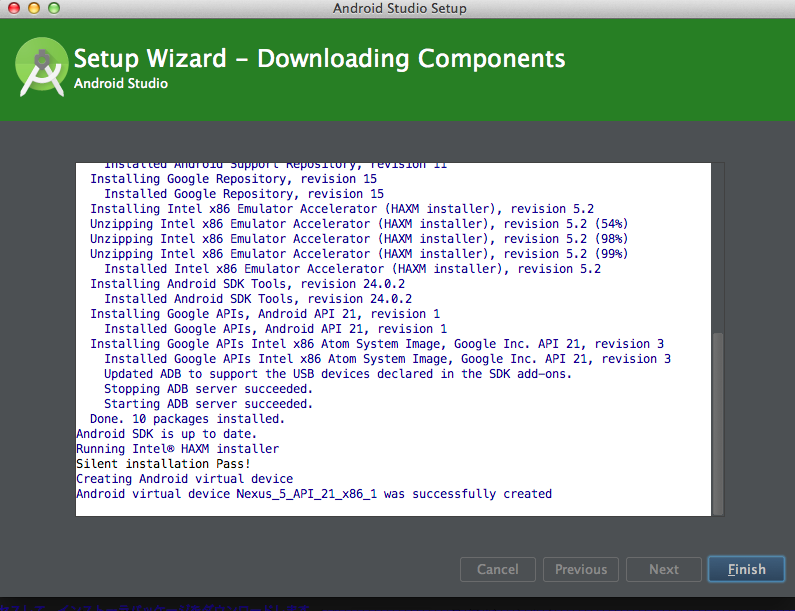 Android Studio Setup
Setup Wizard – Downloading Components
Android Studio
Installed Android Support Repository, revision 11
Installing Google Repository, revision 15
Installed Google Repository, revision 15
Installing Intel x86 Emulator Accelerator (HAXM installer), revision 5.2
Unzipping Intel x86 Emulator Accelerator (HAXM installer), revision 5.2 (54%)
Unzipping Intel x86 Emulator Accelerator (HAXM installer), revision 5.2 (98%)
Unzipping Intel x86 Emulator Accelerator (HAXM installer), revision 5.2 (99%)
Installed Intel x86 Emulator Accelerator (HAXM installer), revision 5.2
Installing Android SDK Tools, revision 24.0.2
Installed Android SDK Tools, revision 24.0.2
Installing Google APIs, Android API 21, revision 1
Installed Google APIs, Android API 21, revision 1
Installing Google APIs Intel x86 Atom System Image, Google Inc. API 21, revision 3
Installed Google APIs Intel x86 Atom System Image, Google Inc. API 21, revision 3
Updated ADB to support the USB devices declared in the SDK add-ons.
Stopping ADB server succeeded.
Starting ADB server succeeded.
Done. 10 packages installed.
Android SDK is up to date.
Running Intel® HAXM installer
Silent installation Pass!
Creating Android virtual device
Android virtual device Nexus_5_API_21_x86_1 was successfully created
Cancel
Previous
Next
Finish